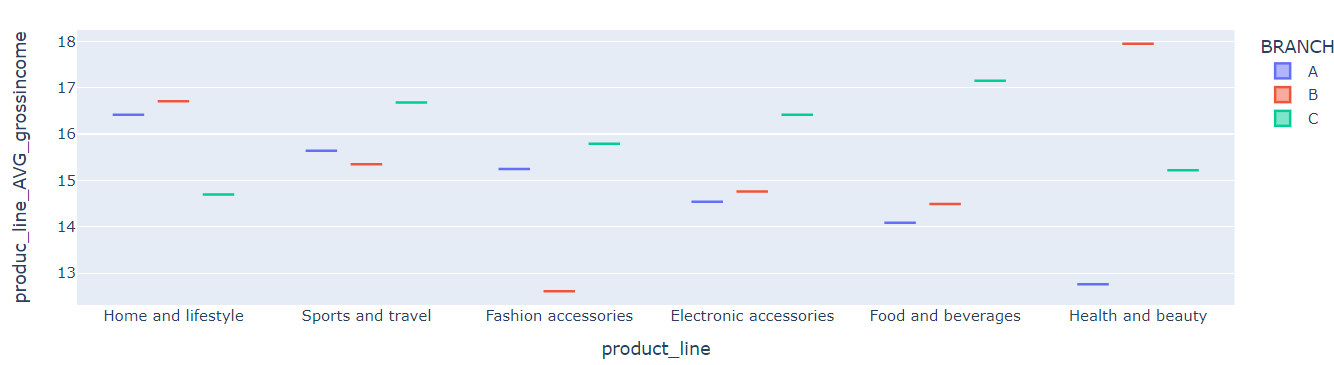 produc_line_AVG_grossincome
18
17
16
15
14
13
Home and lifestyle
Sports and travel
Fashion accessories
Electronic accessories
Food and beverages
Health and beauty
product_line
BRANCH
A
B
C